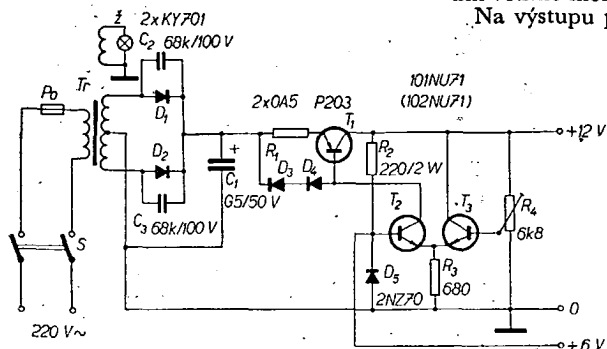 Na výstupu p
ž
2xKY701
C2
68k/100 V
Tr
Po
D1
D2
C3 68k/100 V
+
C1
G5/50 V
2x0A5
P203
T1
R1
D3
D4
R2
220/2 W
101NU71
(102NU71)
T2
T3
R4
6k8
R3
680
D5
2NZ70
S
220 V~
+12 V
0
+6 V